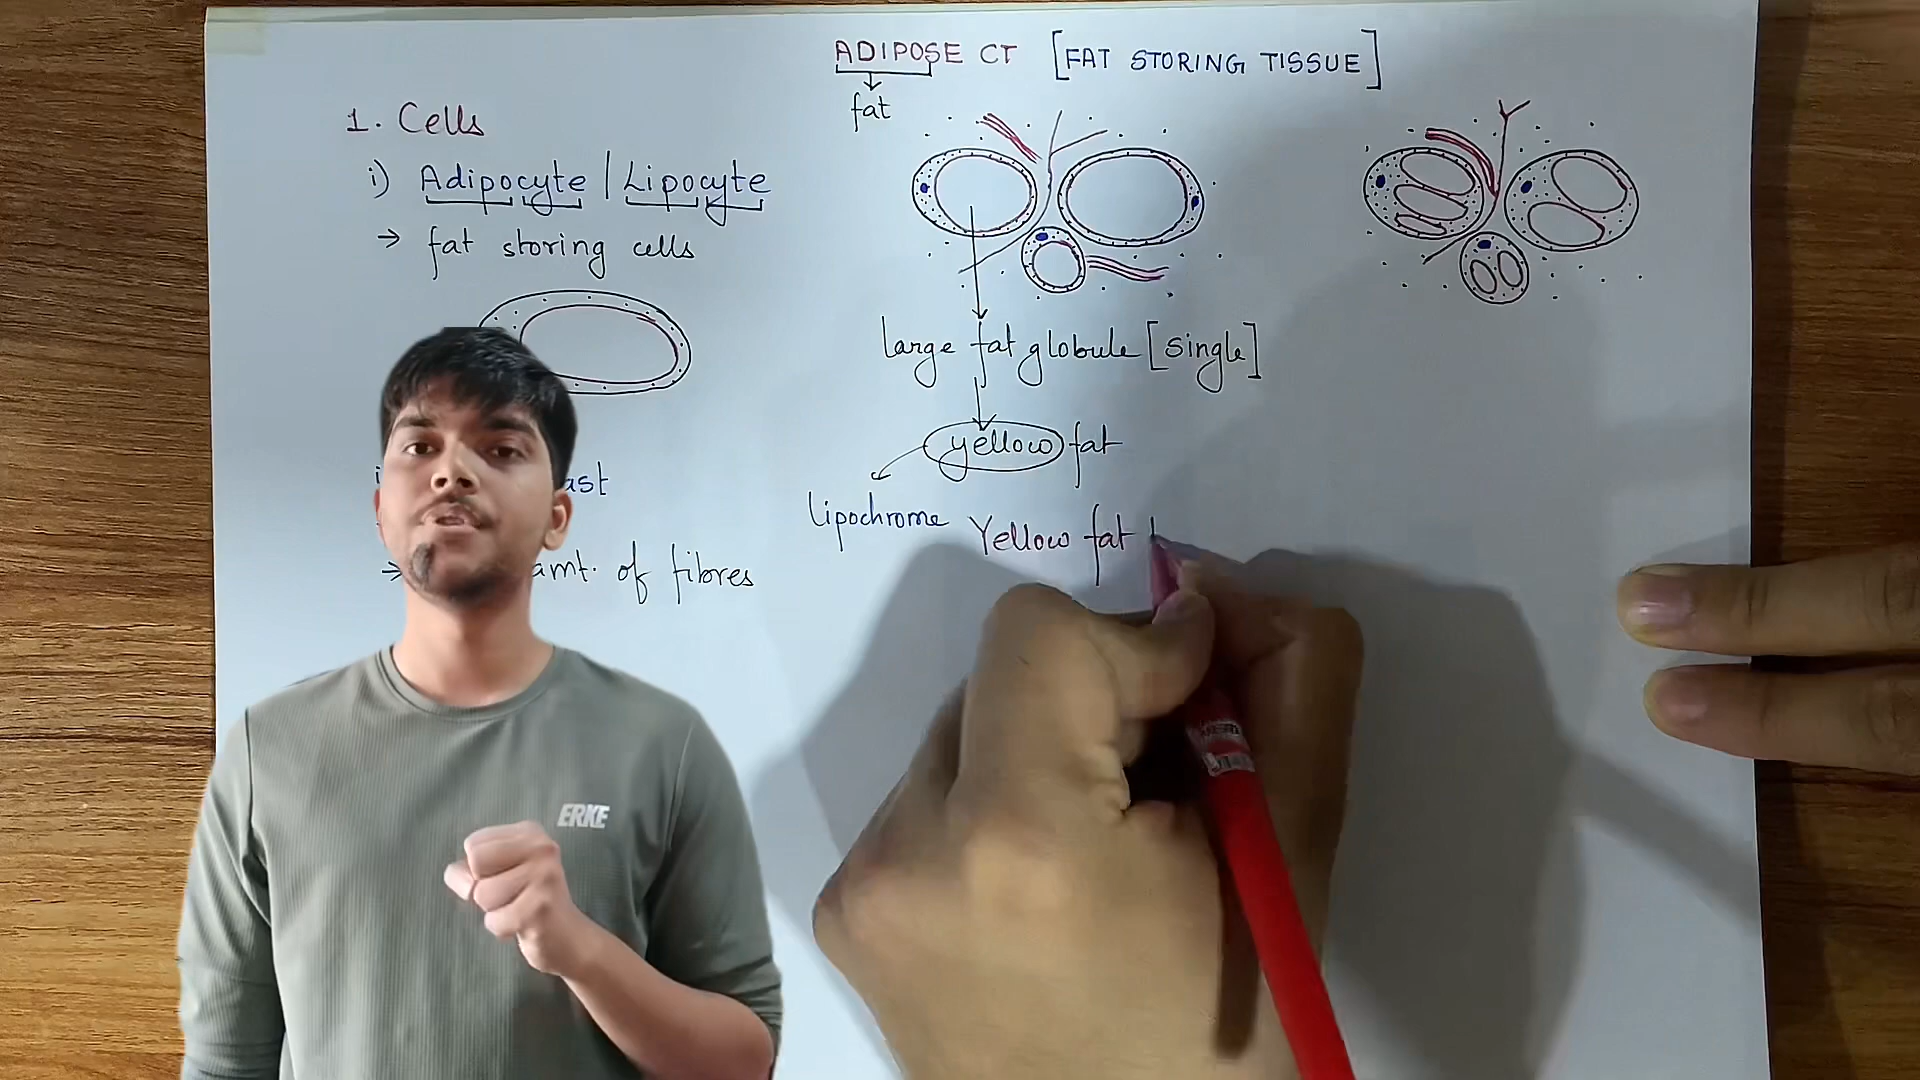 ADIPOSE CT [FAT STORING TISSUE]
fat
1. Cells
i) Adipocyte | Lipocyte
→ fat storing cells
amt. of fibres
large fat globule [single]
yellow fat
lipochrome
Yellow fat
ERKE